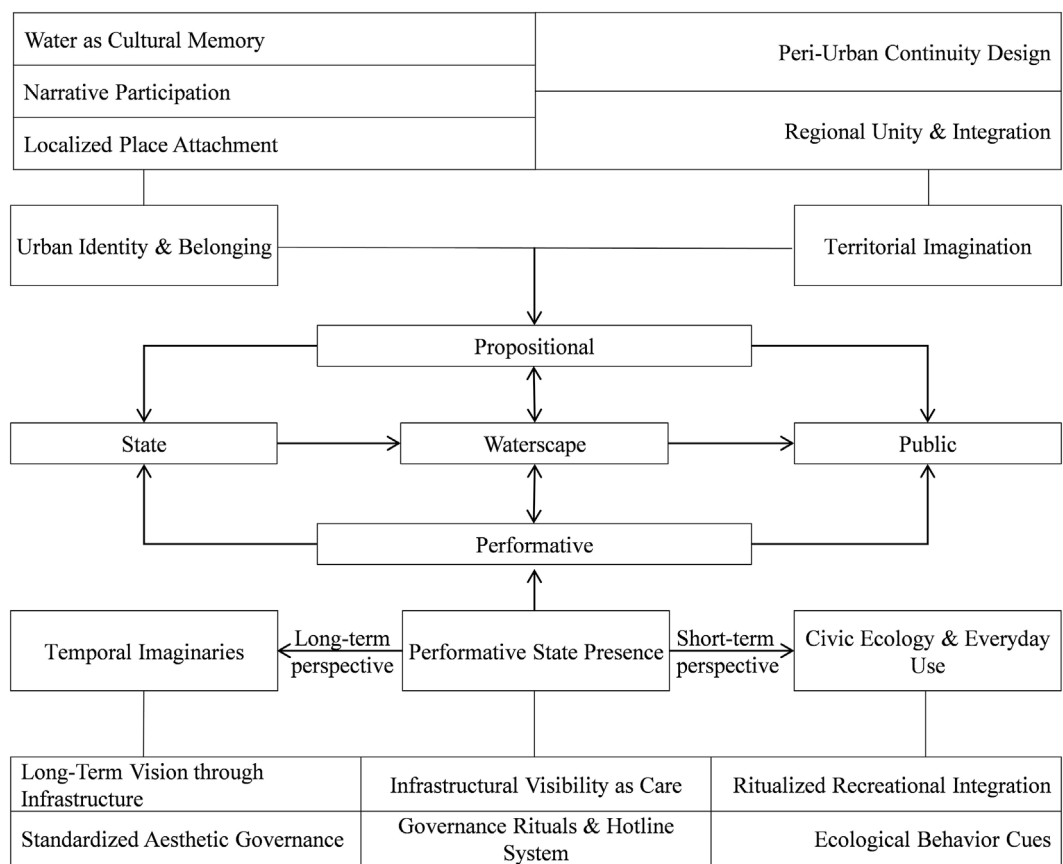 Water as Cultural Memory
Narrative Participation
Localized Place Attachment
Peri-Urban Continuity Design
Regional Unity & Integration
Urban Identity & Belonging
Territorial Imagination
Propositional
State
Waterscape
Public
Performative
Temporal Imaginaries
Long-term
perspective
Performative State Presence
Short-term
perspective
Civic Ecology & Everyday
Use
Long-Term Vision through
Infrastructure
Infrastructural Visibility as Care
Ritualized Recreational Integration
Standardized Aesthetic Governance
Governance Rituals & Hotline
System
Ecological Behavior Cues